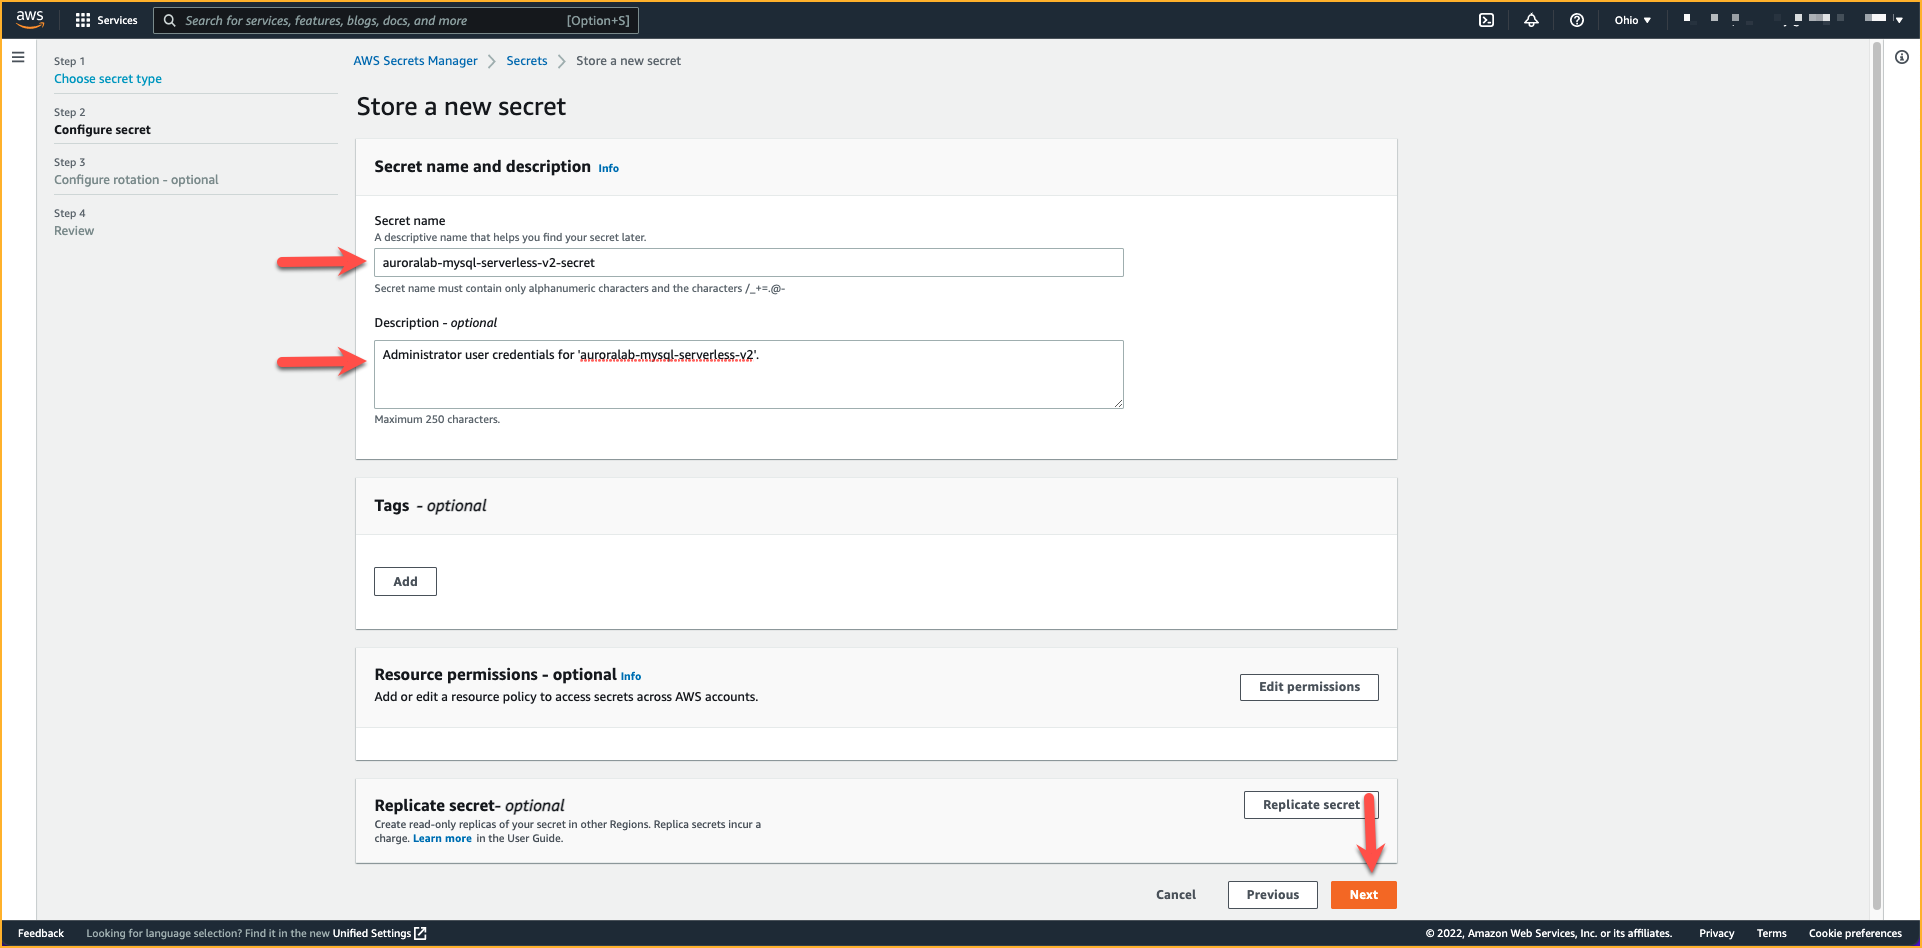 aws
Services
Search for services, features, blogs, docs, and more
[Option+S]
Ohio
Step 1
Choose secret type
Step 2
Configure secret
Step 3
Configure rotation - optional
Step 4
Review
AWS Secrets Manager
Secrets
Store a new secret
Store a new secret
Secret name and description Info
Secret name
A descriptive name that helps you find your secret later.
auroralab-mysql-serverless-v2-secret
Secret name must contain only alphanumeric characters and the characters /_+=.@-
Description - optional
Administrator user credentials for 'auroralab-mysql-serverless-v2'.
Maximum 250 characters.
Tags - optional
Add
Resource permissions - optional Info
Add or edit a resource policy to access secrets across AWS accounts.
Edit permissions
Replicate secret- optional
Create read-only replicas of your secret in other Regions. Replica secrets incur a
charge. Learn more in the User Guide.
Replicate secret
Cancel
Previous
Next
Feedback
Looking for language selection? Find it in the new Unified Settings
© 2022, Amazon Web Services, Inc. or its affiliates.
Privacy
Terms
Cookie preferences